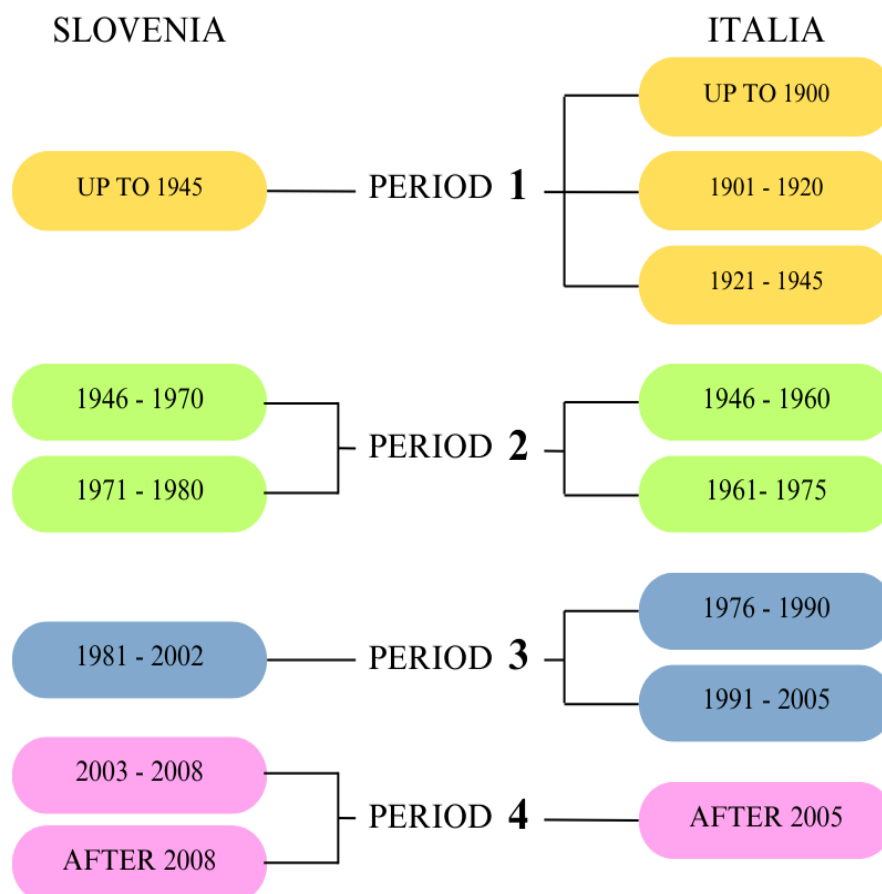 SLOVENIA
ITALIA
UP TO 1900
UP TO 1945
PERIOD 1
1901 - 1920
1921 - 1945
1946 - 1970
1946 - 1960
PERIOD 2
1971 - 1980
1961- 1975
1976 - 1990
1981 - 2002
PERIOD 3
1991 - 2005
2003 - 2008
PERIOD 4
AFTER 2005
AFTER 2008